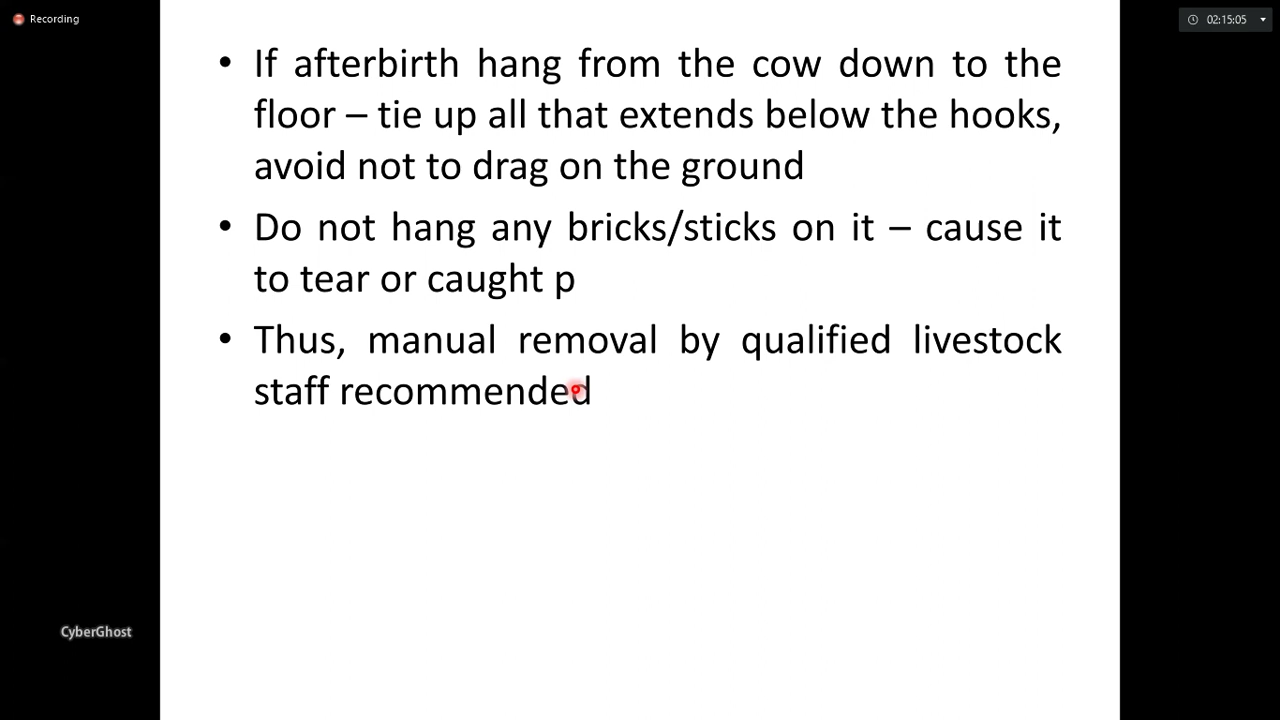 Recording
02:15:05
• If afterbirth hang from the cow down to the
floor – tie up all that extends below the hooks,
avoid not to drag on the ground
• Do not hang any bricks/sticks on it – cause it
to tear or caught p
• Thus, manual removal by qualified livestock
staff recommended
CyberGhost